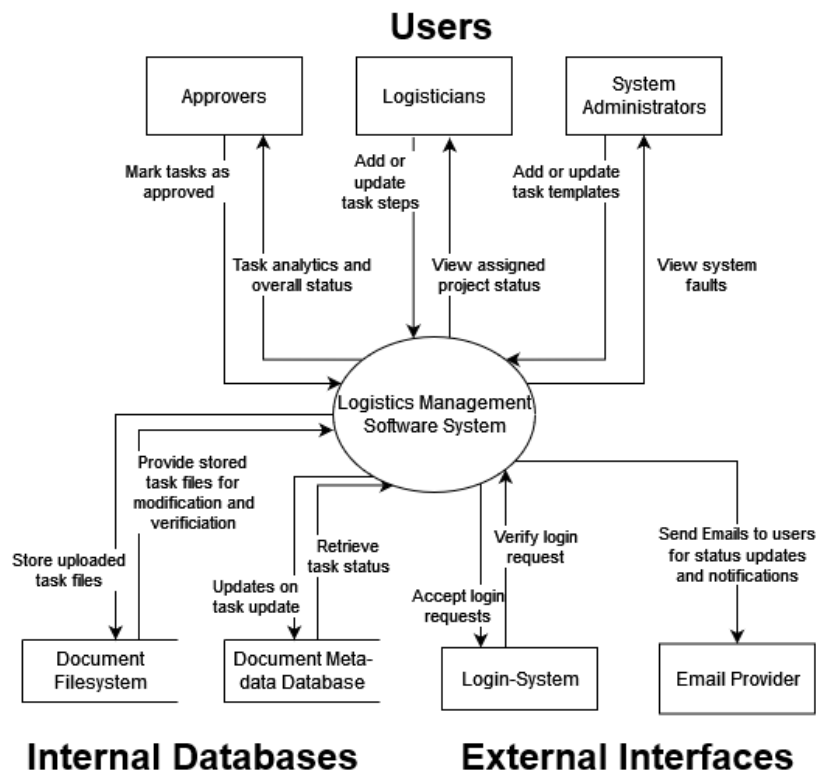 Users
Approvers
Logisticians
System
Administrators
Mark tasks as
approved
Add or
update
task steps
Add or update
task templates
Task analytics and
overall status
View assigned
project status
View system
faults
Logistics Management
Software System
Provide stored
task files for
modification and
verificiation
Store uploaded
task files
Retrieve
task status
Updates on
task update
Verify login
request
Accept login
requests
Send Emails to users
for status updates
and notifications
Document
Filesystem
Document Meta-
data Database
Login-System
Email Provider
Internal Databases
External Interfaces